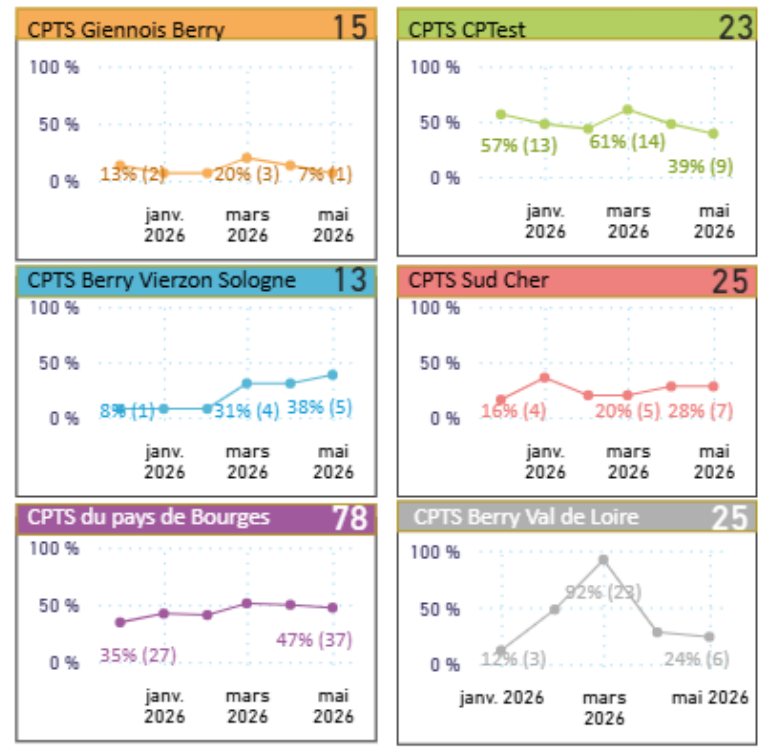 CPTS Giennois Berry 15
100 %
50 %
0 %
13% (2)
20% (3)
7% (1)
janv.
2026
mars
2026
mai
2026
CPTS CPTest 23
100 %
50 %
0 %
57% (13)
61% (14)
39% (9)
janv.
2026
mars
2026
mai
2026
CPTS Berry Vierzon Sologne 13
100 %
50 %
0 %
8% (1)
31% (4)
38% (5)
janv.
2026
mars
2026
mai
2026
CPTS Sud Cher 25
100 %
50 %
0 %
16% (4)
20% (5)
28% (7)
janv.
2026
mars
2026
mai
2026
CPTS du pays de Bourges 78
100 %
50 %
0 %
35% (27)
47% (37)
janv.
2026
mars
2026
mai
2026
CPTS Berry Val de Loire 25
100 %
50 %
0 %
12% (3)
92% (23)
24% (6)
janv. 2026
mars
2026
mai 2026